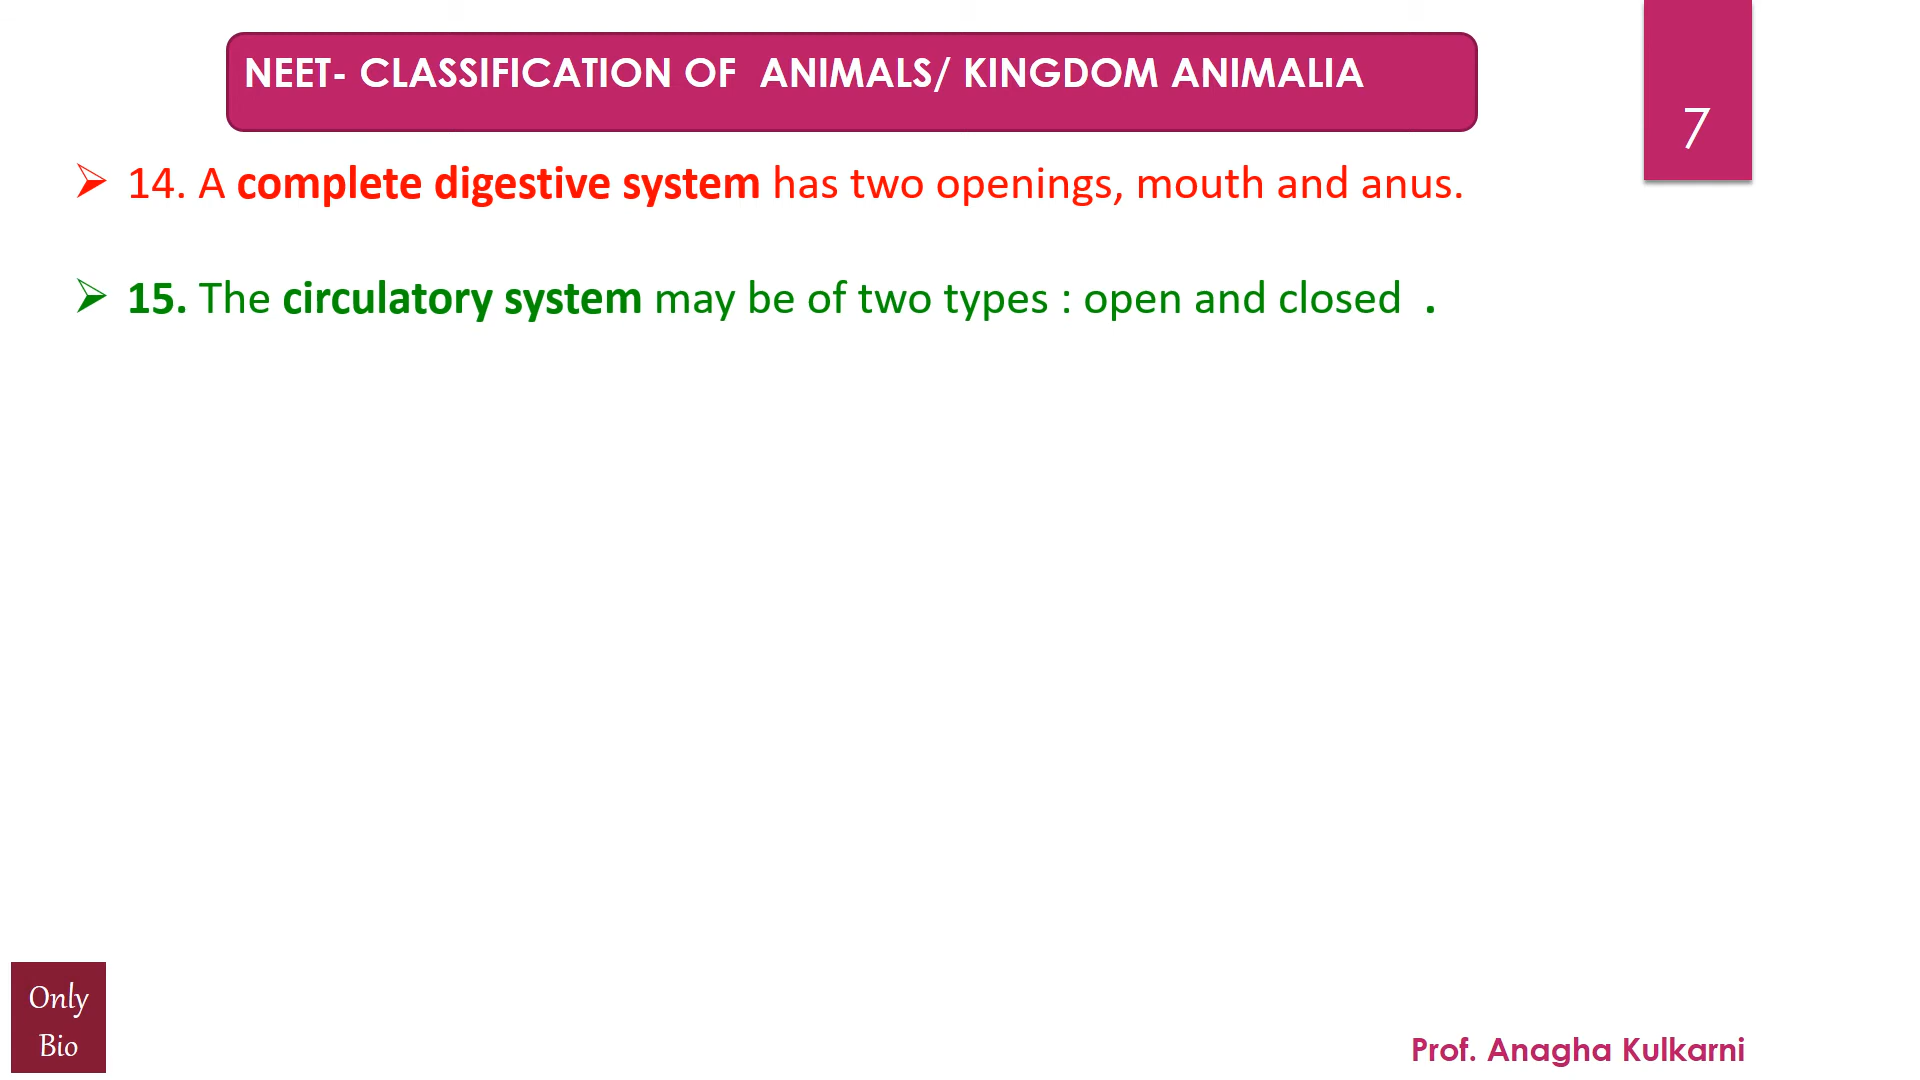 NEET- CLASSIFICATION OF  ANIMALS/ KINGDOM ANIMALIA
7
➢ 14. A complete digestive system has two openings, mouth and anus.
➢ 15. The circulatory system may be of two types : open and closed  .
Only
Bio
Prof. Anagha Kulkarni